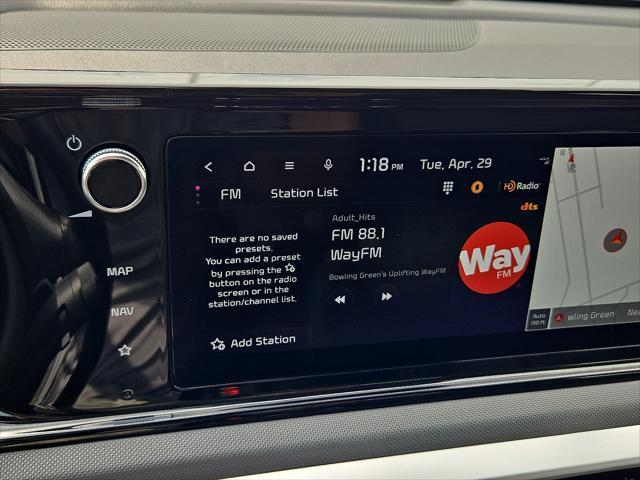 1:18 PM
Tue, Apr. 29
FM
Station List
HD Radio
dts
There are no saved
presets.
You can add a preset
by pressing the
button on the radio
screen or in the
station/channel list.
Add Station
Adult_Hits
FM 88.1
WayFM
Bowling Green's Uplifting WayFM
Way
FM
N
MAP
NAV
Auto
150 ft
wling Green
Nea